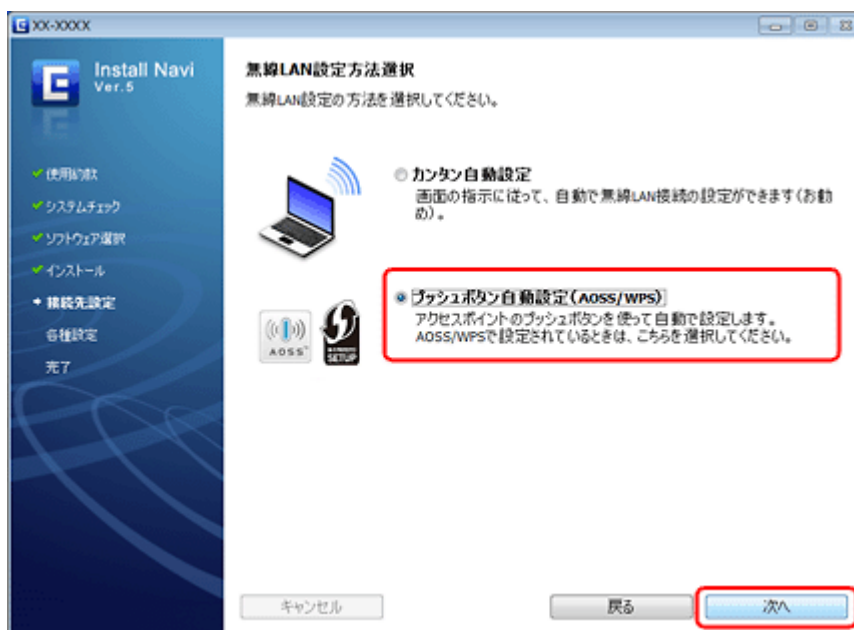 XX-XXXX
Install Navi
Ver.5
使用約款
システムチェック
ソフトウェア選択
インストール
接続先設定
各種設定
完了
無線LAN設定方法選択
無線LAN設定の方法を選択してください。
カンタン自動設定
画面の指示に従って、自動で無線LAN接続の設定ができます(お勧
め)。
プッシュボタン自動設定(AOSS/WPS)
アクセスポイントのプッシュボタンを使って自動で設定します。
AOSS/WPSで設定されているときは、こちらを選択してください。
AOSS
SETUP
キャンセル
戻る
次へ